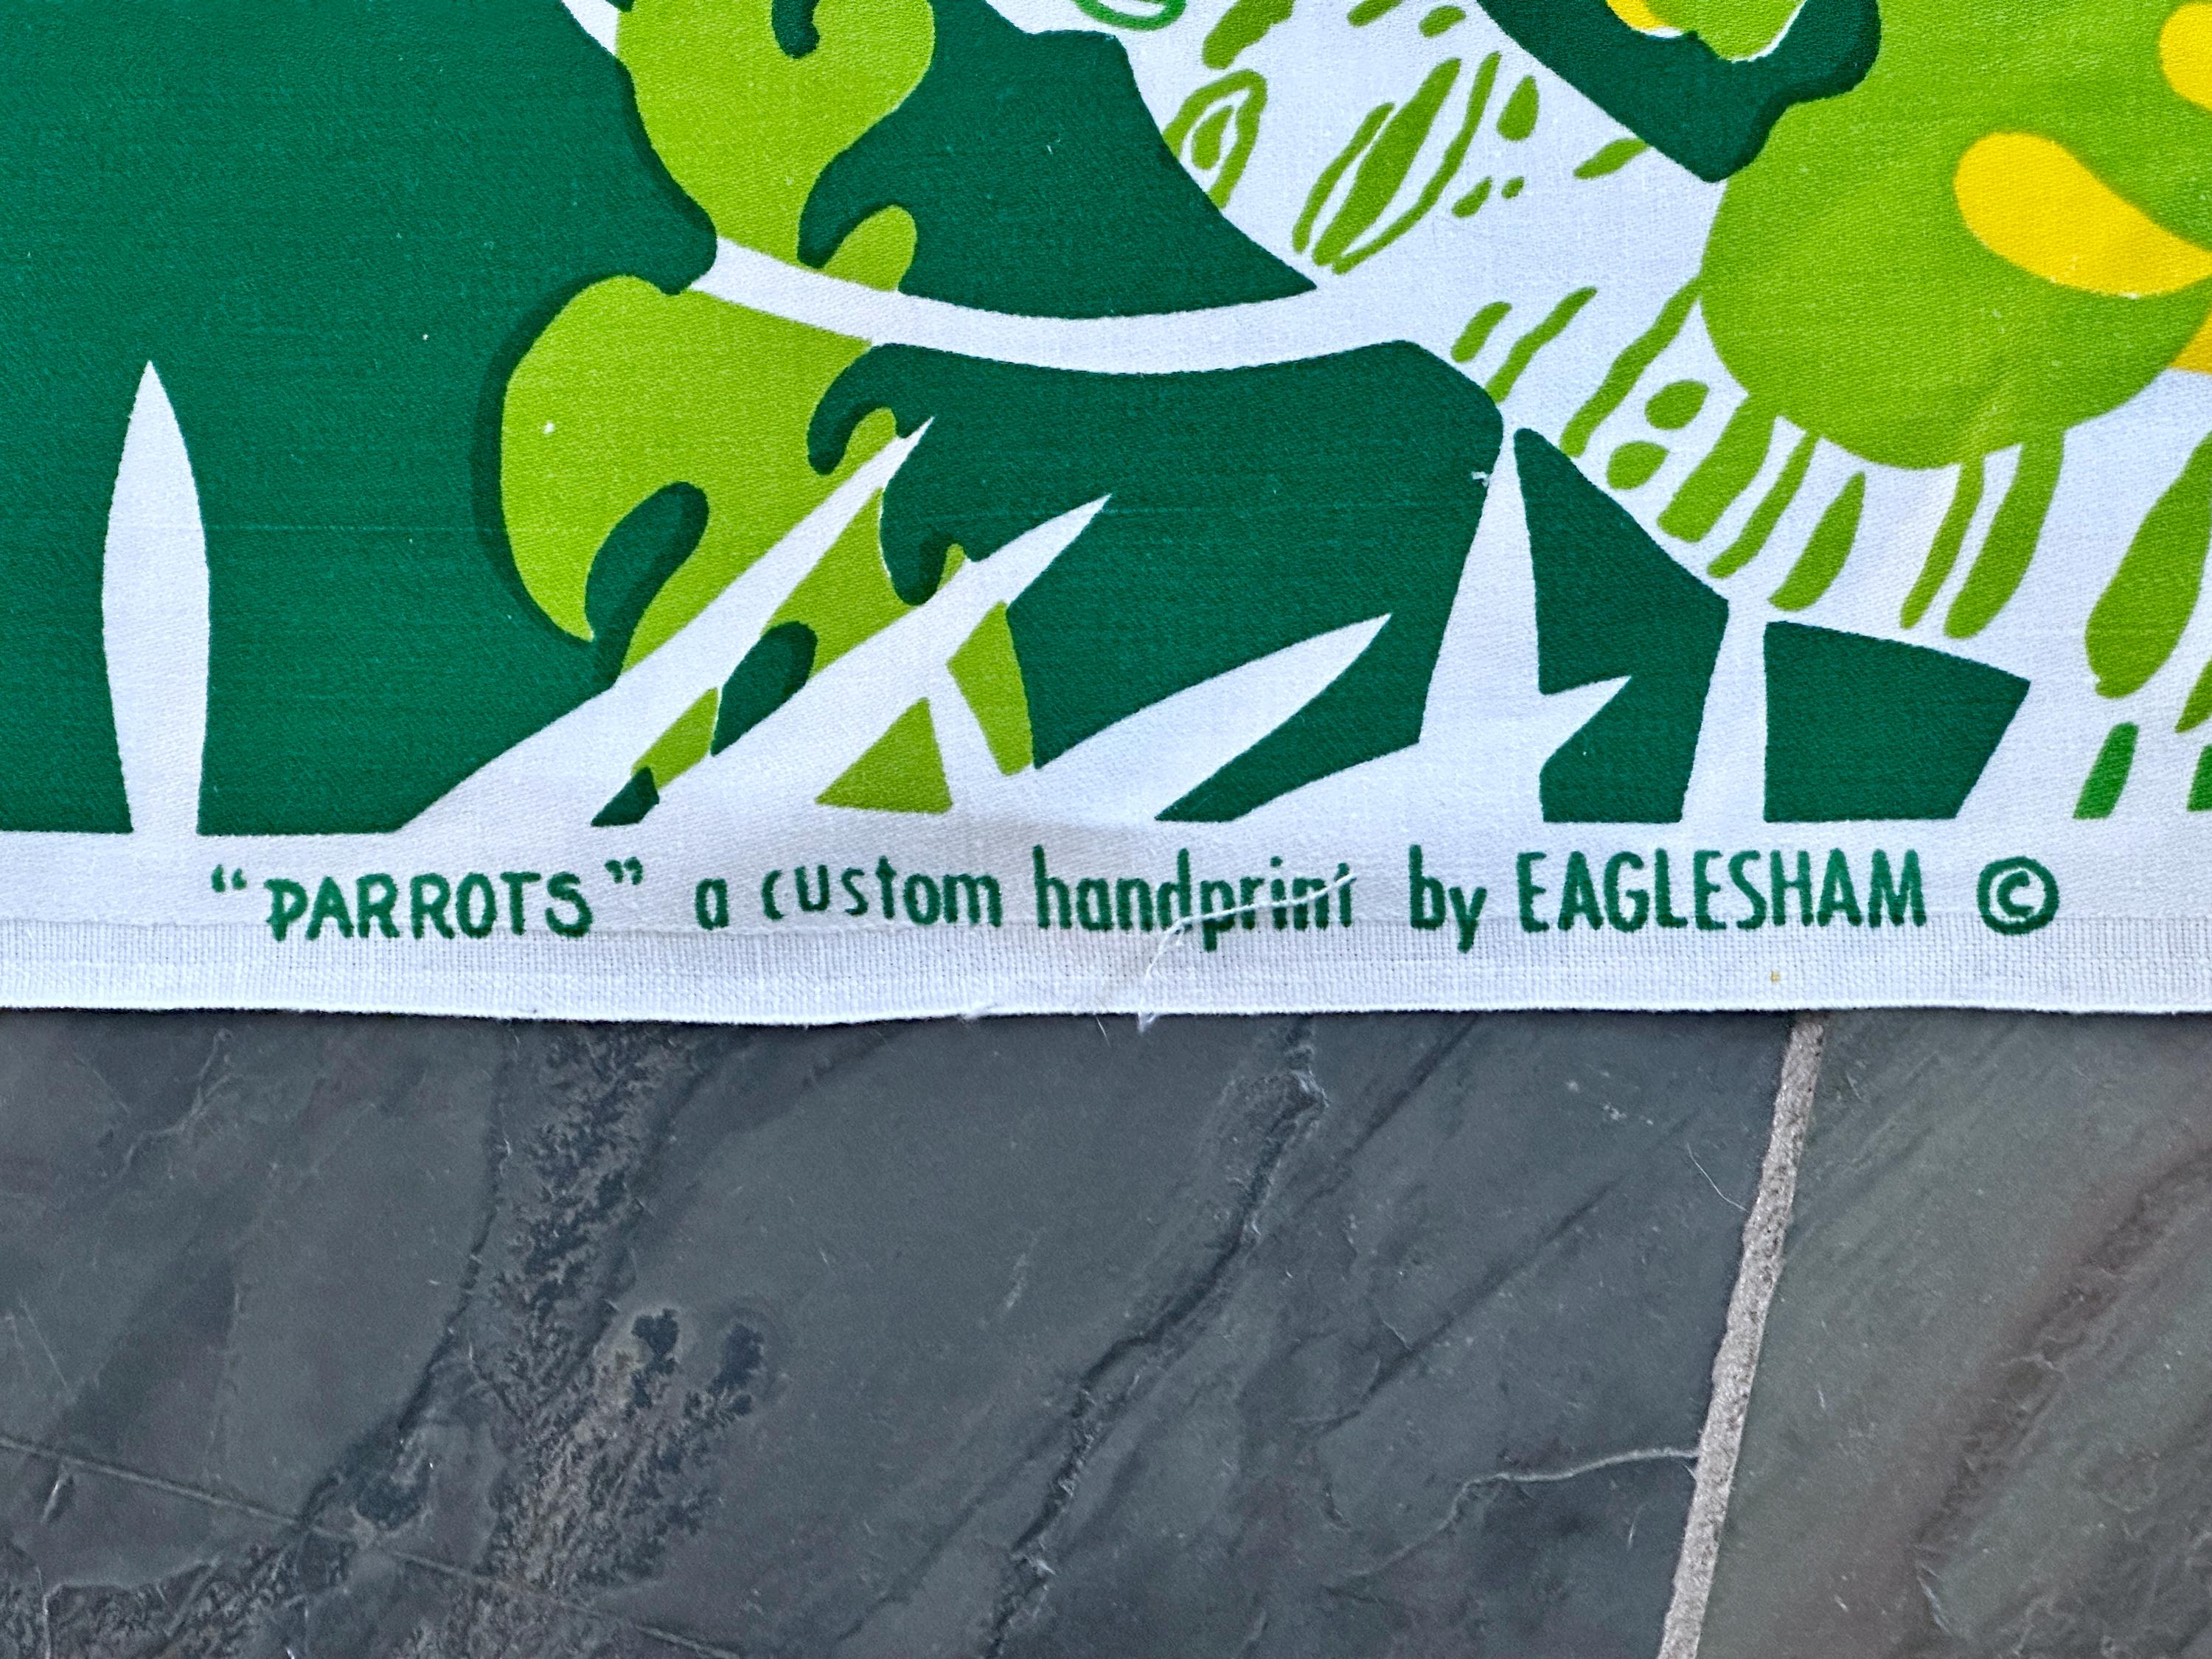 “PARROTS” a custom handprint by EAGLESHAM ©